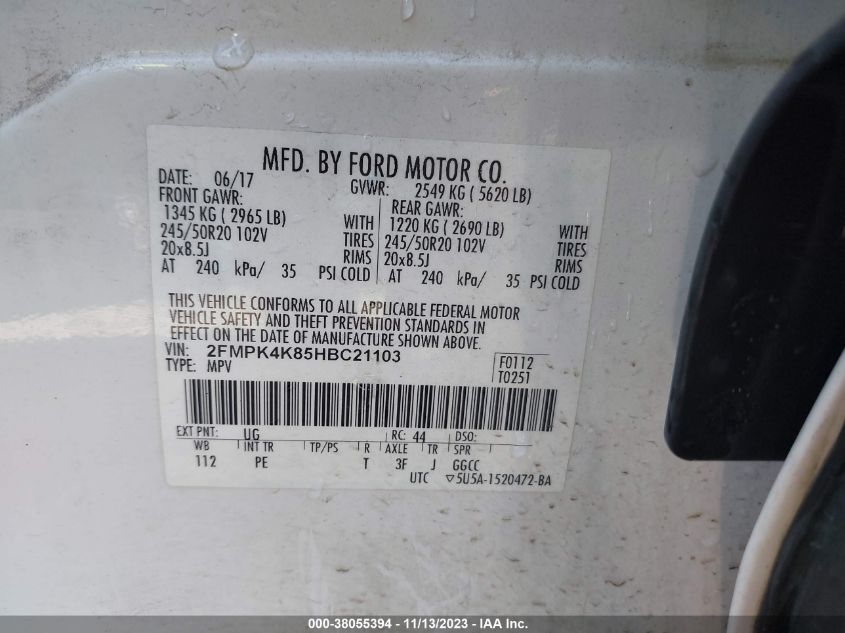 MFD. BY FORD MOTOR CO.
DATE: 06/17 GVWR: 2549 KG ( 5620 LB)
FRONT GAWR: REAR GAWR:
1345 KG ( 2965 LB) WITH 1220 KG ( 2690 LB) WITH
245/50R20 102V TIRES 245/50R20 102V TIRES
20x8.5J RIMS 20x8.5J RIMS
AT 240 kPa/ 35 PSI COLD AT 240 kPa/ 35 PSI COLD
THIS VEHICLE CONFORMS TO ALL APPLICABLE FEDERAL MOTOR
VEHICLE SAFETY AND THEFT PREVENTION STANDARDS IN
EFFECT ON THE DATE OF MANUFACTURE SHOWN ABOVE.
VIN: 2FMPK4K85HBC21103
TYPE: MPV
F0112
T0251
EXT PNT: UG RC: 44 DSO:
WB INT TR TP/PS R AXLE TR SPR
112 PE T 3F J GGCC
UTC ▽5U5A-1520472-BA
000-38055394 - 11/13/2023 - IAAI Inc.